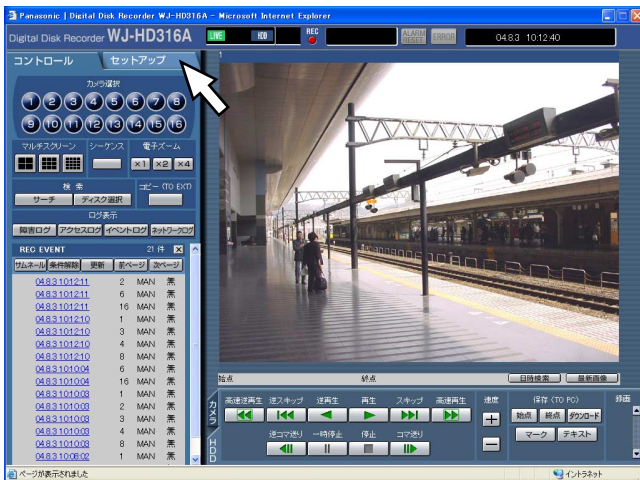 Panasonic | Digital Disk Recorder WJ-HD316A - Microsoft Internet Explorer
Digital Disk Recorder WJ-HD316A
LIVE HDD REC ALARM RESET ERROR 04.8.3 10:12:40
コントロール セットアップ
カメラ選択
1 2 3 4 5 6 7 8
9 10 11 12 13 14 15 16
マルチスクリーン シーケンス 電子ズーム
×1 ×2 ×4
検 索 コピー (TO EXT)
サーチ ディスク選択
ログ表示
障害ログ アクセスログ イベントログ ネットワークログ
REC EVENT 21 件 X
サムネール 条件解除 更新 前ページ 次ページ
04.8.3 10:12:11 2 MAN 無
04.8.3 10:12:11 6 MAN 無
04.8.3 10:12:11 16 MAN 無
04.8.3 10:12:10 1 MAN 無
04.8.3 10:12:10 3 MAN 無
04.8.3 10:12:10 4 MAN 無
04.8.3 10:12:10 8 MAN 無
04.8.3 10:10:04 6 MAN 無
04.8.3 10:10:04 16 MAN 無
04.8.3 10:10:03 1 MAN 無
04.8.3 10:10:03 2 MAN 無
04.8.3 10:10:03 3 MAN 無
04.8.3 10:10:03 4 MAN 無
04.8.3 10:10:03 8 MAN 無
04.8.3 10:08:02 1 MAN 無
1
始点 終点 日時検索 最新画像
カメラ
HDD
高速逆再生 逆スキップ 逆再生 再生 スキップ 高速再生 速度 保存 (TO PC) 録画
始点 終点 ダウンロード
逆コマ送り 一時停止 停止 コマ送り
マーク テキスト
ページが表示されました イントラネット